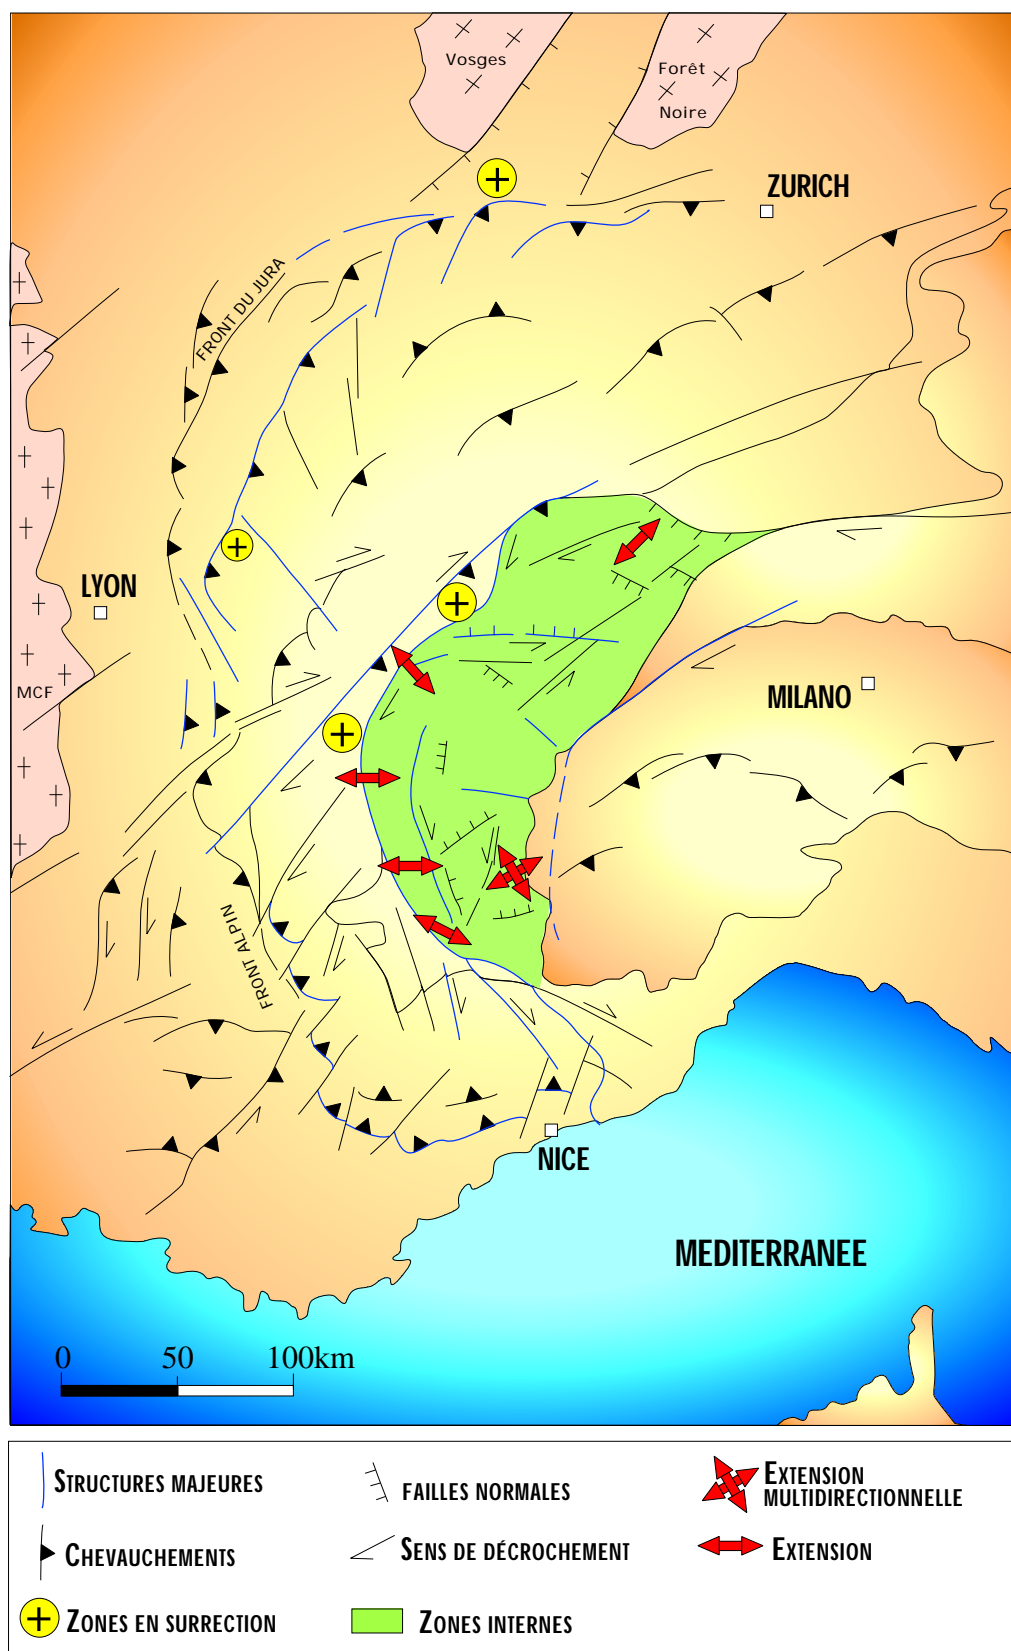 Vosges
Forêt
Noire
ZURICH
FRONT DU JURA
LYON
MCF
MILANO
FRONT ALPIN
NICE
MEDITERRANEE
0 50 100km
STRUCTURES MAJEURES
FAILLES NORMALES
EXTENSION
MULTIDIRECTIONNELLE
CHEVAUCHEMENTS
SENS DE DÉCROCHEMENT
EXTENSION
ZONES EN SURRECTION
ZONES INTERNES